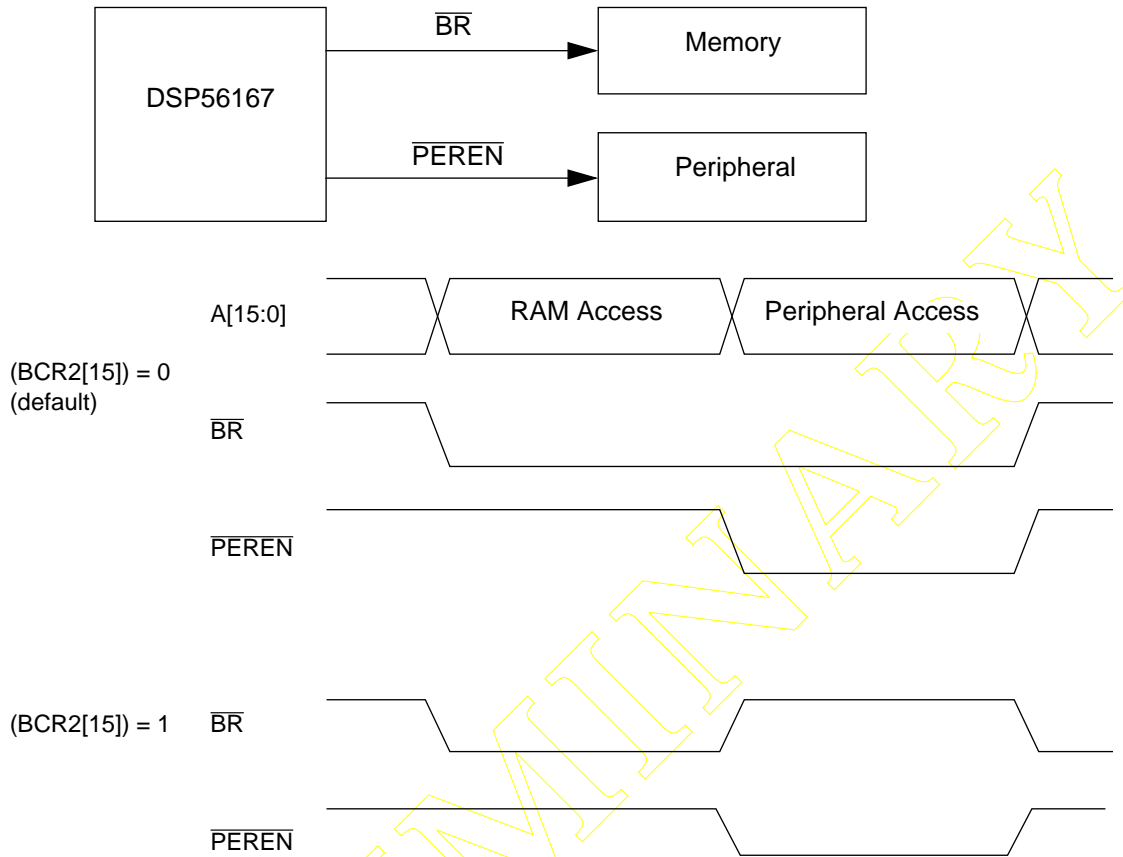 BR
Memory
DSP56167
PEREN
Peripheral
A[15:0]
RAM Access
Peripheral Access
(BCR2[15]) = 0
(default)
BR
PEREN
(BCR2[15]) = 1
BR
PEREN
MINARY